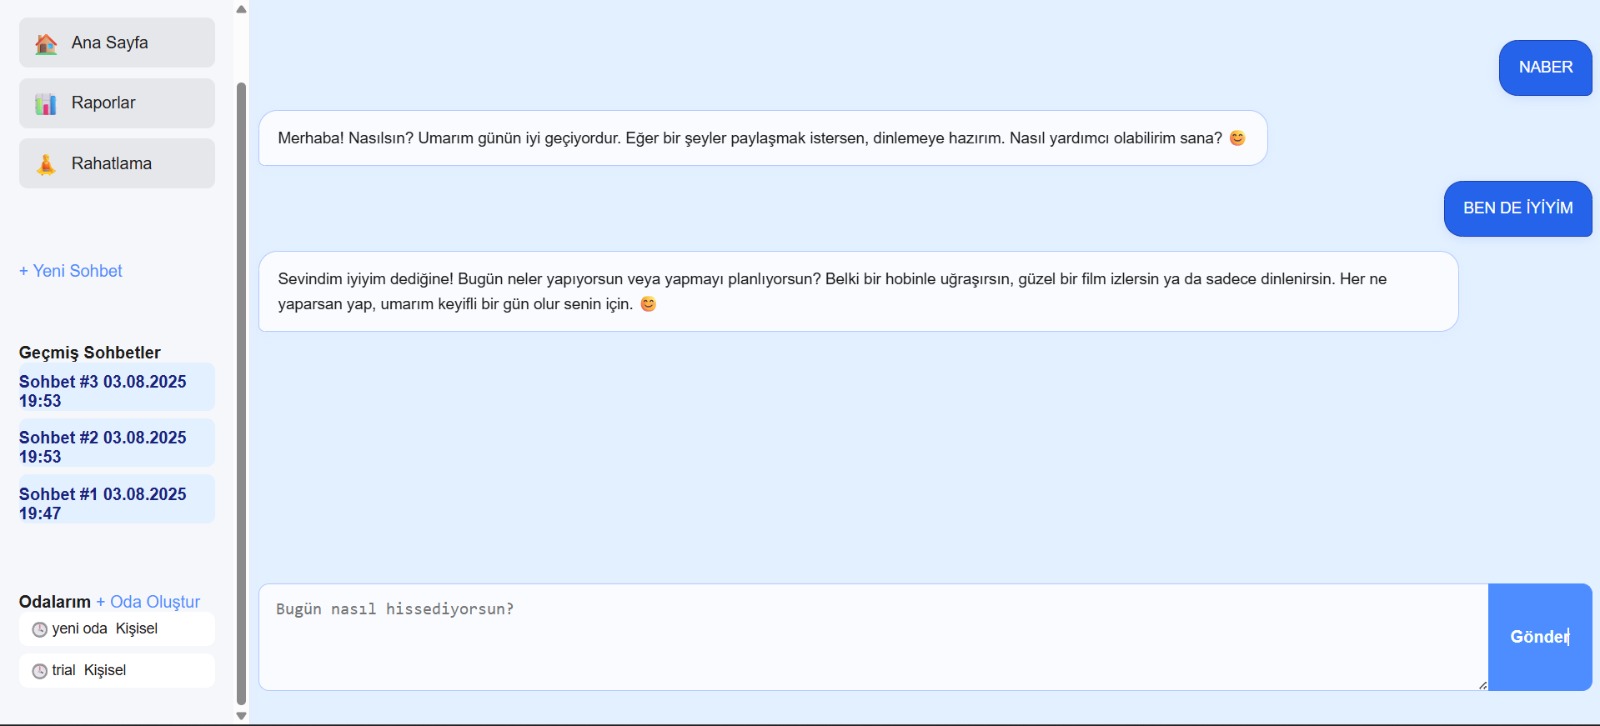 Ana Sayfa
Raporlar
Rahatlama
+ Yeni Sohbet
Geçmiş Sohbetler
Sohbet #3 03.08.2025
19:53
Sohbet #2 03.08.2025
19:53
Sohbet #1 03.08.2025
19:47
Odalarım + Oda Oluştur
yeni oda Kişisel
trial Kişisel
NABER
Merhaba! Nasılsın? Umarım günün iyi geçiyordur. Eğer bir şeyler paylaşmak istersen, dinlemeye hazırım. Nasıl yardımcı olabilirim sana? 😊
BEN DE İYİYİM
Sevindim iyiyim dediğine! Bugün neler yapıyorsun veya yapmayı planlıyorsun? Belki bir hobinle uğraşırsın, güzel bir film izlersin ya da sadece dinlenirsin. Her ne
yaparsan yap, umarım keyifli bir gün olur senin için. 😊
Bugün nasıl hissediyorsun?
Gönder